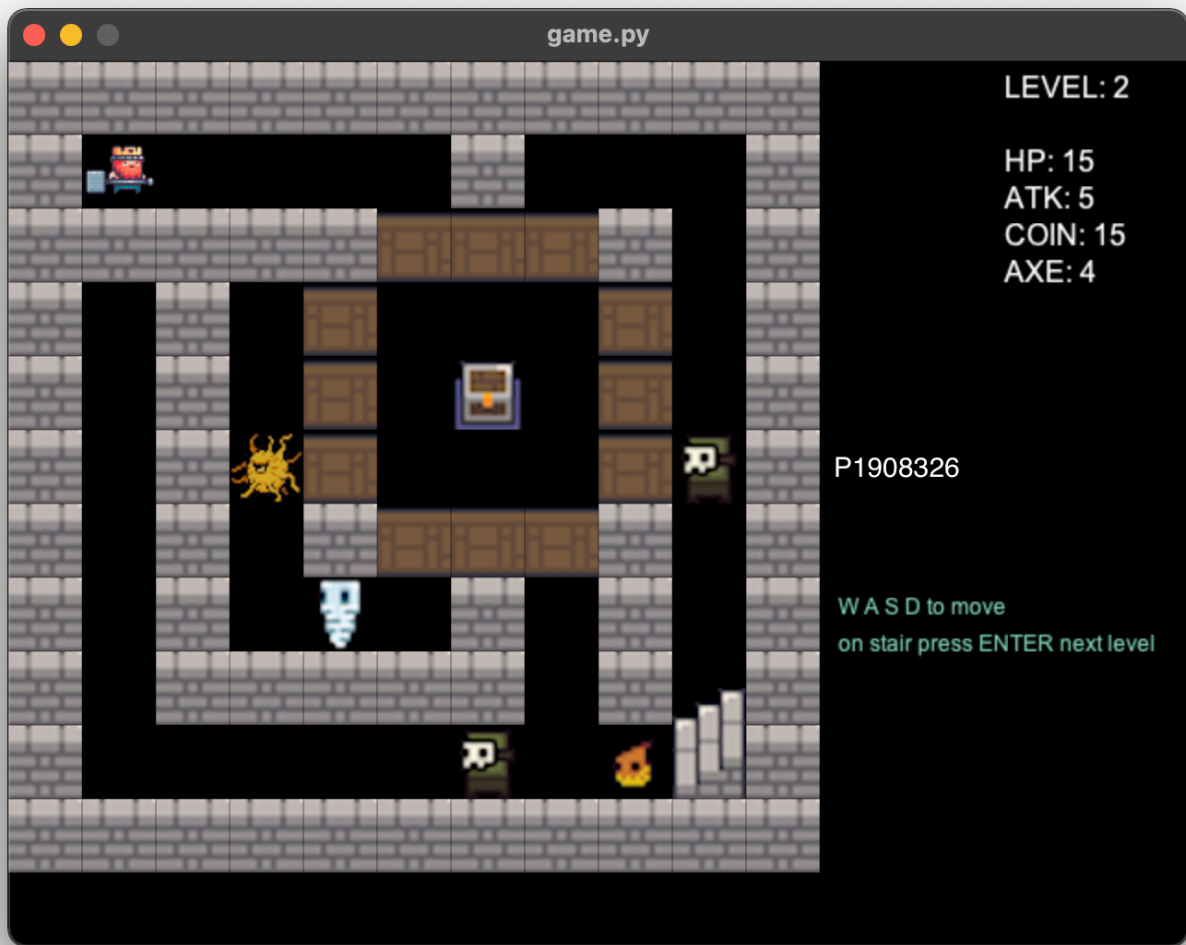 game.py
LEVEL: 2
HP: 15
ATK: 5
COIN: 15
AXE: 4
P1908326
W A S D to move
on stair press ENTER next level